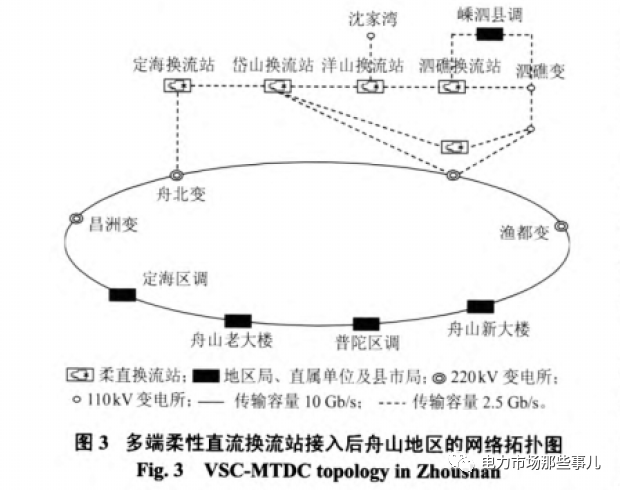 沈家湾
嵊泗县调
定海换流站
岱山换流站
洋山换流站
泗礁换流站
泗礁变
舟北变
昌洲变
渔都变
定海区调
舟山老大楼
普陀区调
舟山新大楼
柔直换流站; 地区局、直属单位及县市局; 220kV 变电所;
110kV 变电所; 传输容量 10 Gb/s; 传输容量 2.5 Gb/s。
图 3 多端柔性直流换流站接入后舟山地区的网络拓扑图
Fig. 3 VSC-MTDC topology in Zhoushan
电力市场那些事儿